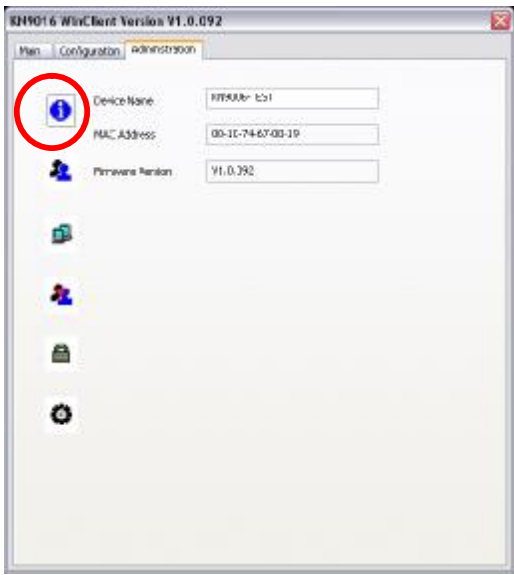 KN9016 WinClient Version V1.0.092
Main Configuration Administration
Device Name
MAC Address 00-10-74-67-00-19
Firmware Version V1.0.092